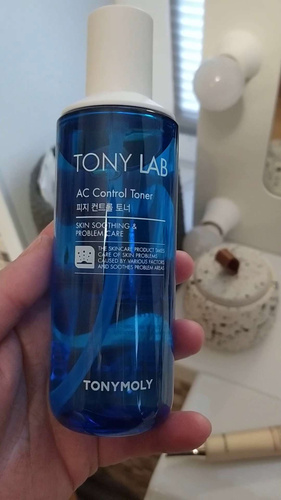 TONY LAB
AC Control Toner
피지 컨트롤 토너
SKIN SOOTHING &
PROBLEM CARE
THE SKINCARE PRODUCT TAKES
CARE OF SKIN PROBLEMS
CAUSED BY VARIOUS FACTORS
AND SOOTHES PROBLEM AREAS
TONYMOLY